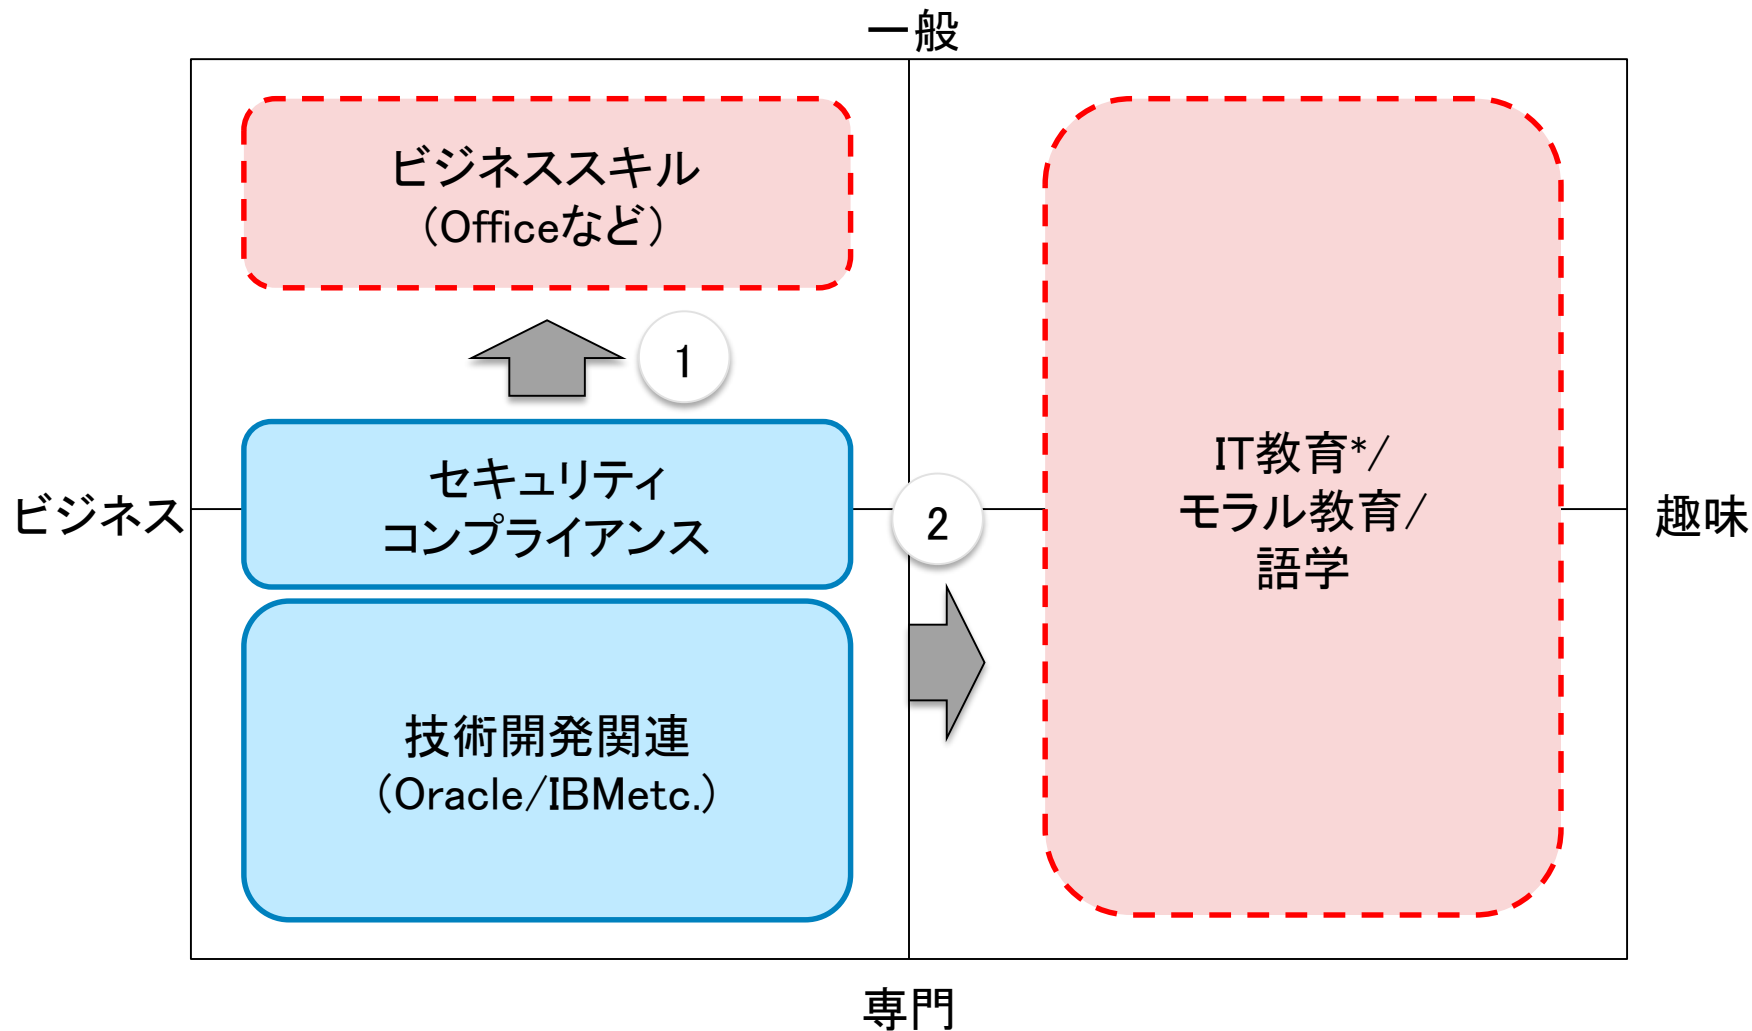 一般
ビジネススキル
（Officeなど）
1
セキュリティ
コンプライアンス
ビジネス
2
IT教育*/
モラル教育/
語学
趣味
技術開発関連
（Oracle/IBMetc.）
専門